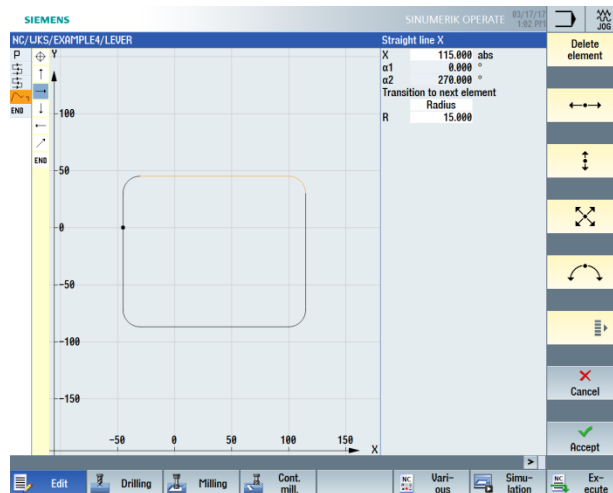 SIEMENS
SINUMERIK OPERATE
03/17/17
1:02 PM
JOG
NC/WKS/EXAMPLE4/LEVER
Straight line X
P
END
Y
END
100
50
0
-50
-100
-150
-50
0
50
100
150
X
X 115.000 abs
α1 0.000 °
α2 270.000 °
Transition to next element
Radius
R 15.000
Delete
element
Cancel
Accept
>
Edit
Drilling
Milling
Cont.
mill.
NC
Vari-
ous
Simu-
lation
NC
Ex-
ecute